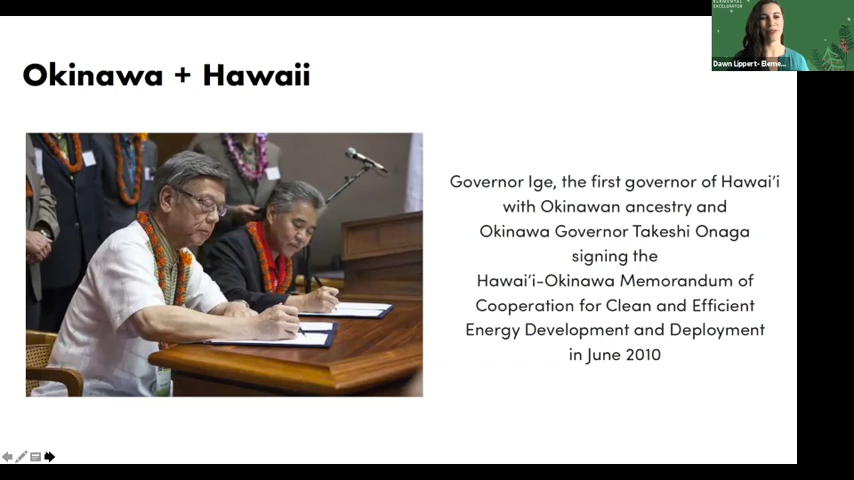 ELEMENTAL
EXCELERATOR
Dawn Lippert- Eleme...
Okinawa + Hawaii
Governor Ige, the first governor of Hawai‘i
with Okinawan ancestry and
Okinawa Governor Takeshi Onaga
signing the
Hawai‘i-Okinawa Memorandum of
Cooperation for Clean and Efficient
Energy Development and Deployment
in June 2010